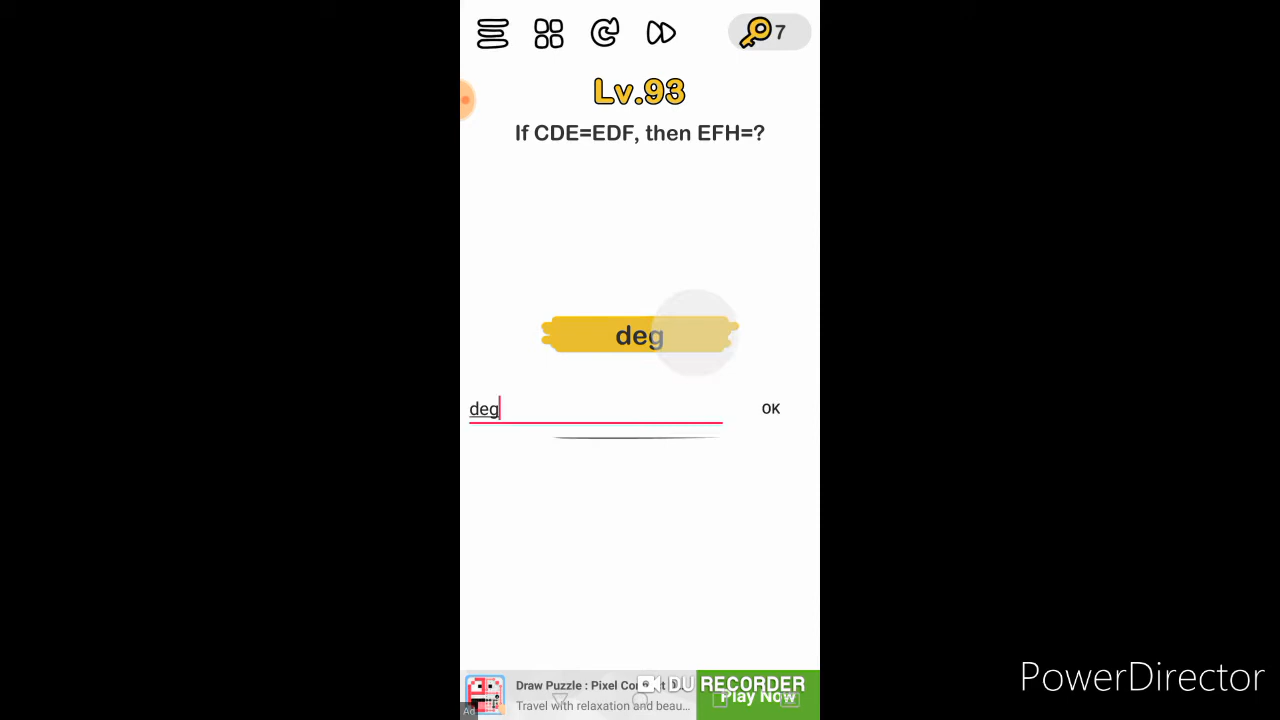 7
Lv.93
If CDE=EDF, then EFH=?
deg
deg
OK
Draw Puzzle : Pixel
Travel with relaxation and beau...
Ad
DU RECORDER
Play Now
PowerDirector